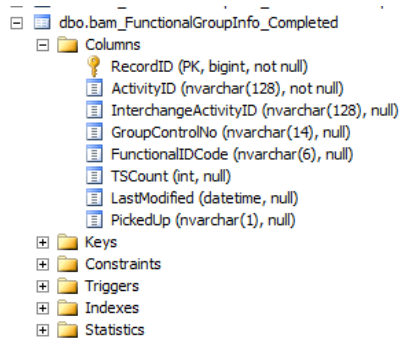 dbo.bam_FunctionalGroupInfo_Completed
Columns
RecordID (PK, bigint, not null)
ActivityID (nvarchar(128), not null)
InterchangeActivityID (nvarchar(128), null)
GroupControlNo (nvarchar(14), null)
FunctionalIDCode (nvarchar(6), null)
TSCount (int, null)
LastModified (datetime, null)
PickedUp (nvarchar(1), null)
Keys
Constraints
Triggers
Indexes
Statistics